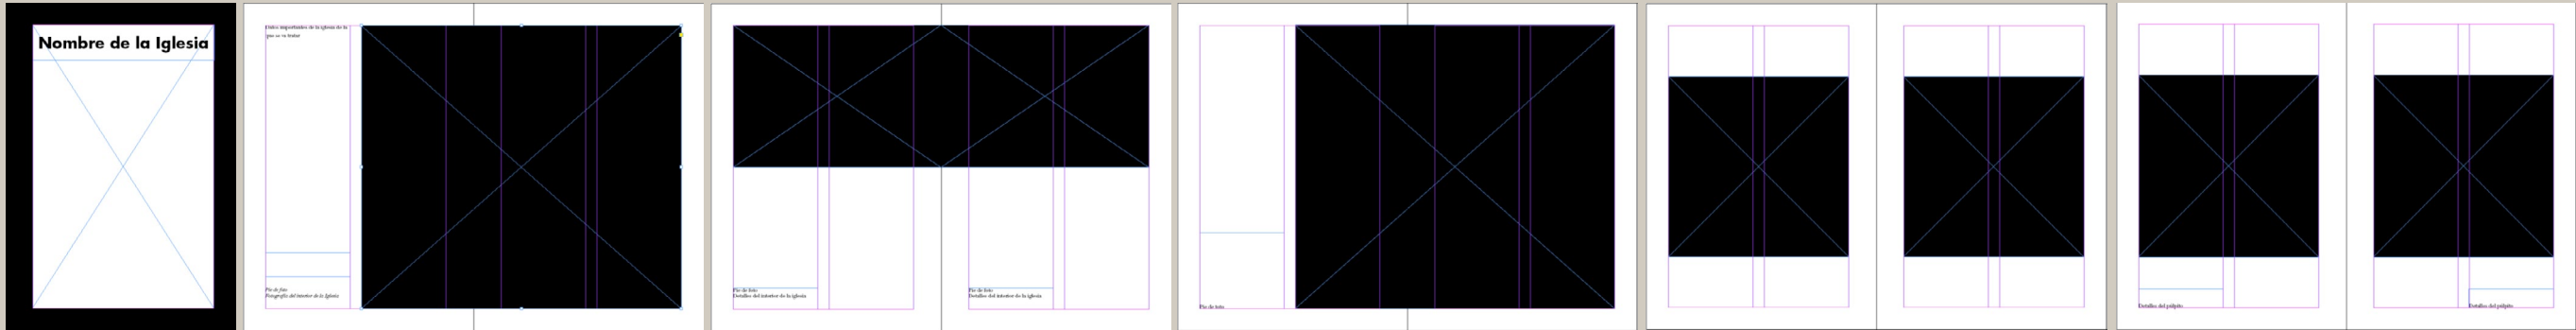 Nombre de la Iglesia
Datos importantes de la iglesia de la
que se va tratar
Pie de foto
Fotografía del interior de la Iglesia
Pie de foto
Detalles del interior de la iglesia
Pie de foto
Detalles del interior de la iglesia
Pie de foto
Detalles del púlpito
Detalles del púlpito